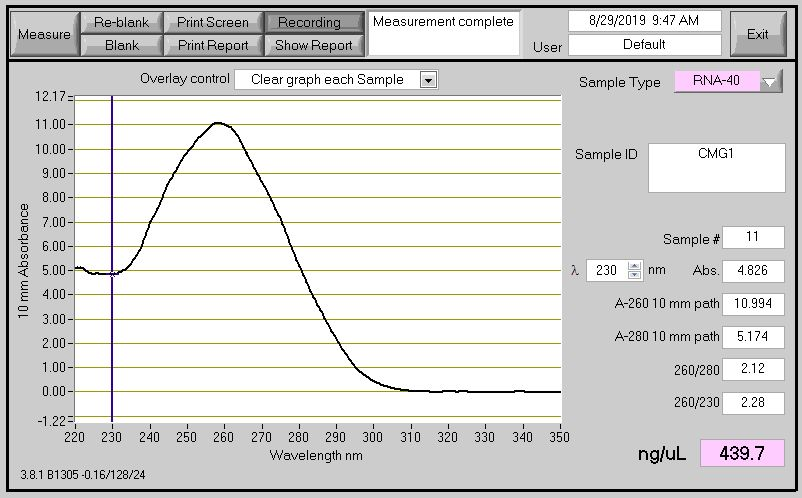 Measure
Re-blank
Print Screen
Recording
Measurement complete
8/29/2019 9:47 AM
Exit
Blank
Print Report
Show Report
User
Default
Overlay control
Clear graph each Sample
Sample Type
RNA-40
Sample ID
CMG1
Sample #
11
λ
230
nm
Abs.
4.826
A-260 10 mm path
10.994
A-280 10 mm path
5.174
260/280
2.12
260/230
2.28
ng/uL
439.7
10 mm Absorbance
12.17
11.00
10.00
9.00
8.00
7.00
6.00
5.00
4.00
3.00
2.00
1.00
0.00
-1.22
220 230 240 250 260 270 280 290 300 310 320 330 340 350
Wavelength nm
3.8.1 B1305 -0.16/128/24